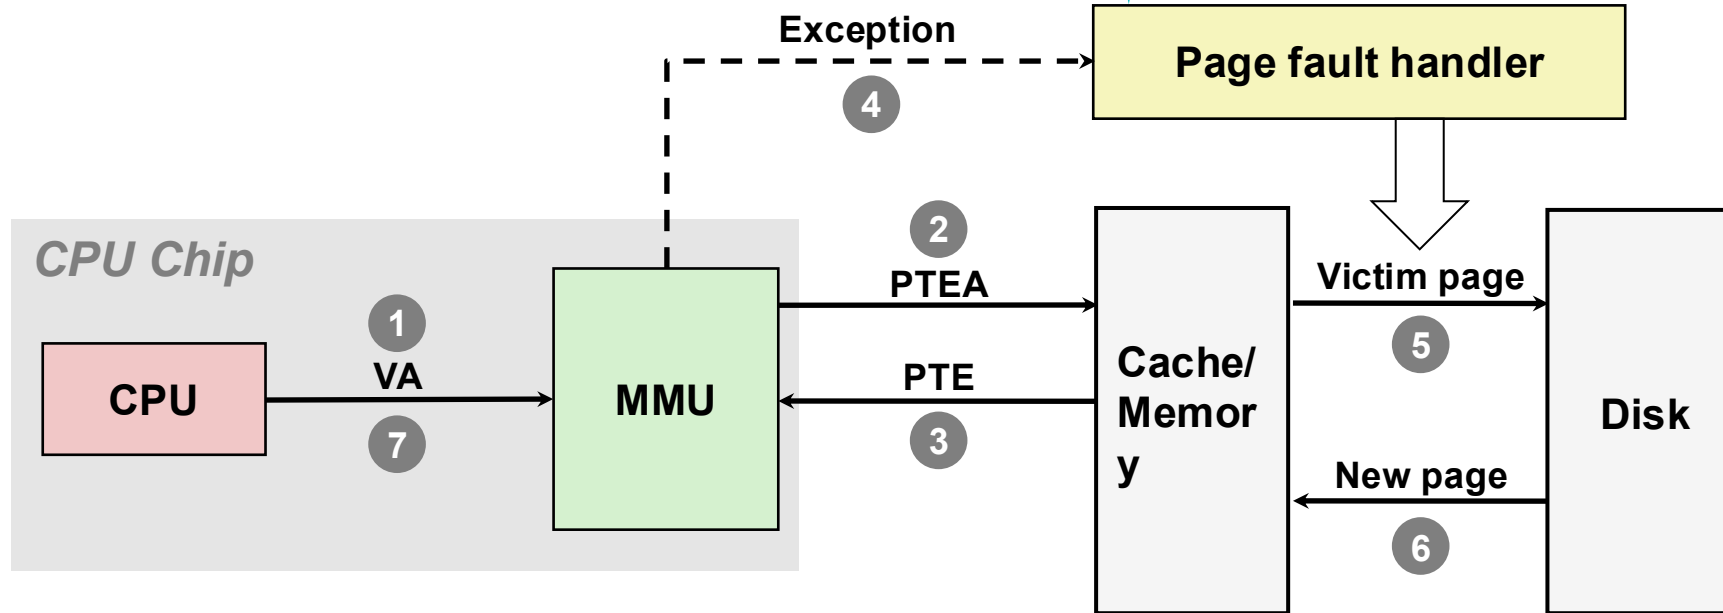 Exception
Page fault handler
4
CPU Chip
2
PTEA
Victim page
1
5
VA
CPU
MMU
PTE
Cache/
Memor
y
Disk
7
3
New page
6